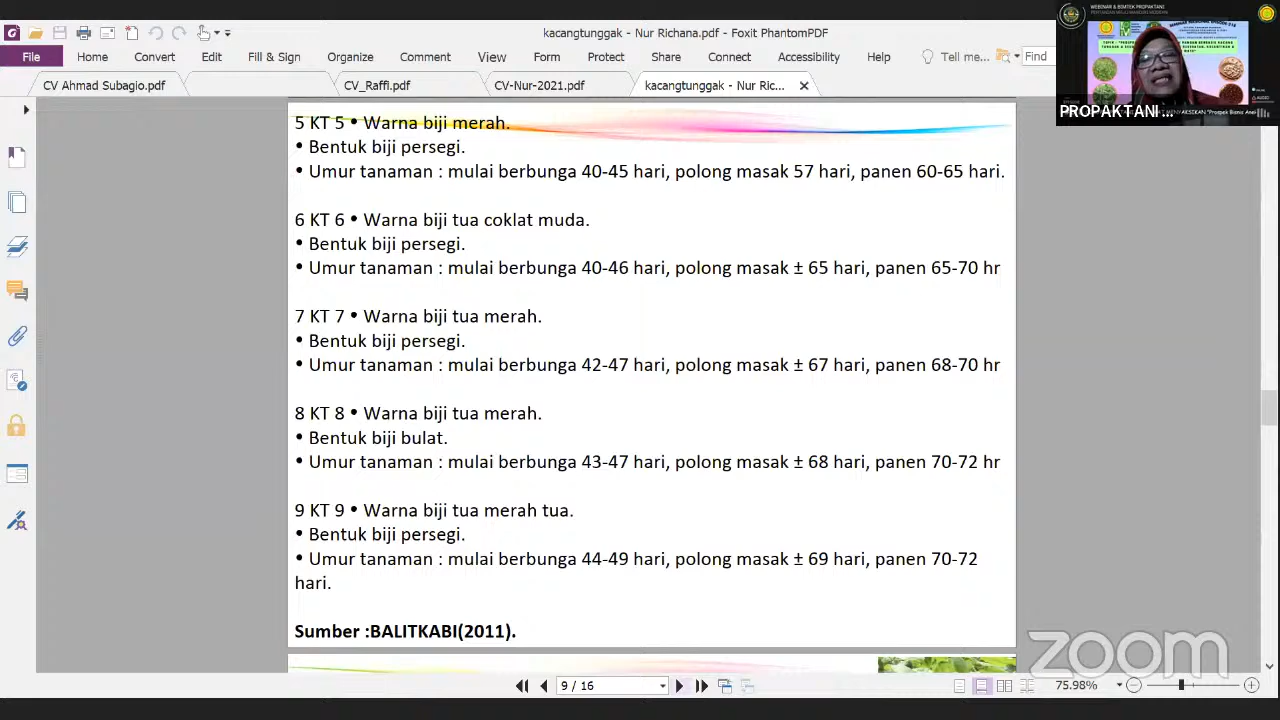 kacangtunggak - Nur Richana.pdf - Foxit PhantomPDF
File Home Convert Edit Fill & Sign Organize Comment View Form Protect Share Connect Accessibility Help Tell me... Find
CV Ahmad Subagio.pdf CV_Raffi.pdf CV-Nur-2021.pdf kacangtunggak - Nur Ric...
WEBINAR & BIMTEK PROPAKTANI
PROPAKTANI ...
5 KT 5 • Warna biji merah.
• Bentuk biji persegi.
• Umur tanaman : mulai berbunga 40-45 hari, polong masak 57 hari, panen 60-65 hari.
6 KT 6 • Warna biji tua coklat muda.
• Bentuk biji persegi.
• Umur tanaman : mulai berbunga 40-46 hari, polong masak ± 65 hari, panen 65-70 hr
7 KT 7 • Warna biji tua merah.
• Bentuk biji persegi.
• Umur tanaman : mulai berbunga 42-47 hari, polong masak ± 67 hari, panen 68-70 hr
8 KT 8 • Warna biji tua merah.
• Bentuk biji bulat.
• Umur tanaman : mulai berbunga 43-47 hari, polong masak ± 68 hari, panen 70-72 hr
9 KT 9 • Warna biji tua merah tua.
• Bentuk biji persegi.
• Umur tanaman : mulai berbunga 44-49 hari, polong masak ± 69 hari, panen 70-72
hari.
Sumber :BALITKABI(2011).
zoom
9 / 16
75.98%